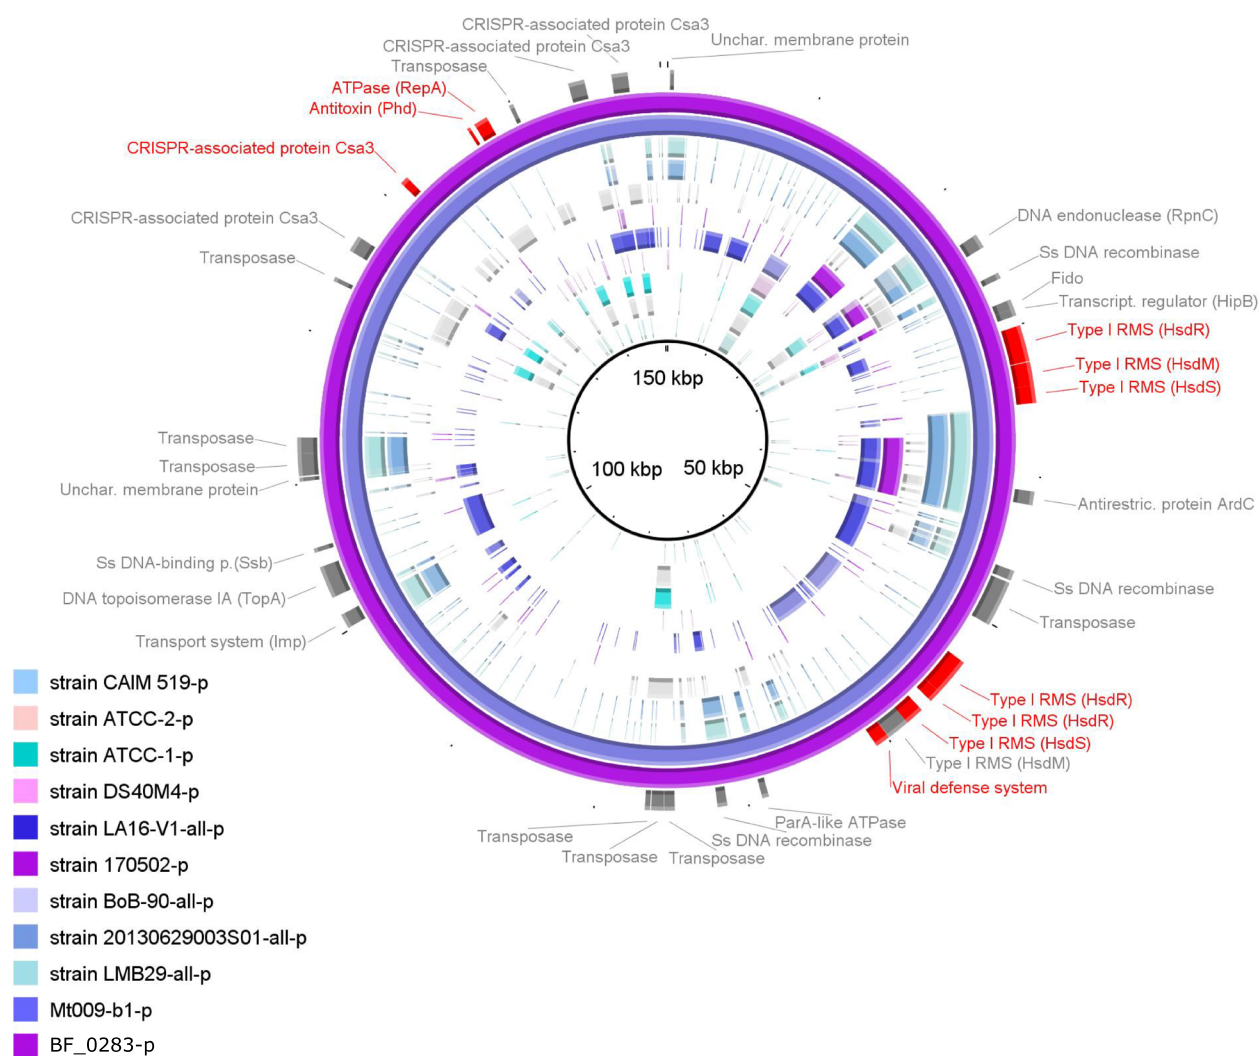 CRISPR-associated protein Csa3
Unchar. membrane protein
CRISPR-associated protein Csa3
Transposase
ATPase (RepA)
Antitoxin (Phd)
CRISPR-associated protein Csa3
CRISPR-associated protein Csa3
Transposase
DNA endonuclease (RpnC)
Ss DNA recombinase
Fido
Transcript. regulator (HipB)
Type I RMS (HsdR)
Type I RMS (HsdM)
Type I RMS (HsdS)
150 kbp
100 kbp
50 kbp
Transposase
Transposase
Unchar. membrane protein
Antirestric. protein ArdC
Ss DNA-binding p.(Ssb)
DNA topoisomerase IA (TopA)
Transport system (Imp)
Ss DNA recombinase
Transposase
Type I RMS (HsdR)
Type I RMS (HsdR)
Type I RMS (HsdS)
Type I RMS (HsdM)
Viral defense system
ParA-like ATPase
Ss DNA recombinase
Transposase
Transposase
Transposase
strain CAIM 519-p
strain ATCC-2-p
strain ATCC-1-p
strain DS40M4-p
strain LA16-V1-all-p
strain 170502-p
strain BoB-90-all-p
strain 20130629003S01-all-p
strain LMB29-all-p
Mt009-b1-p
BF_0283-p